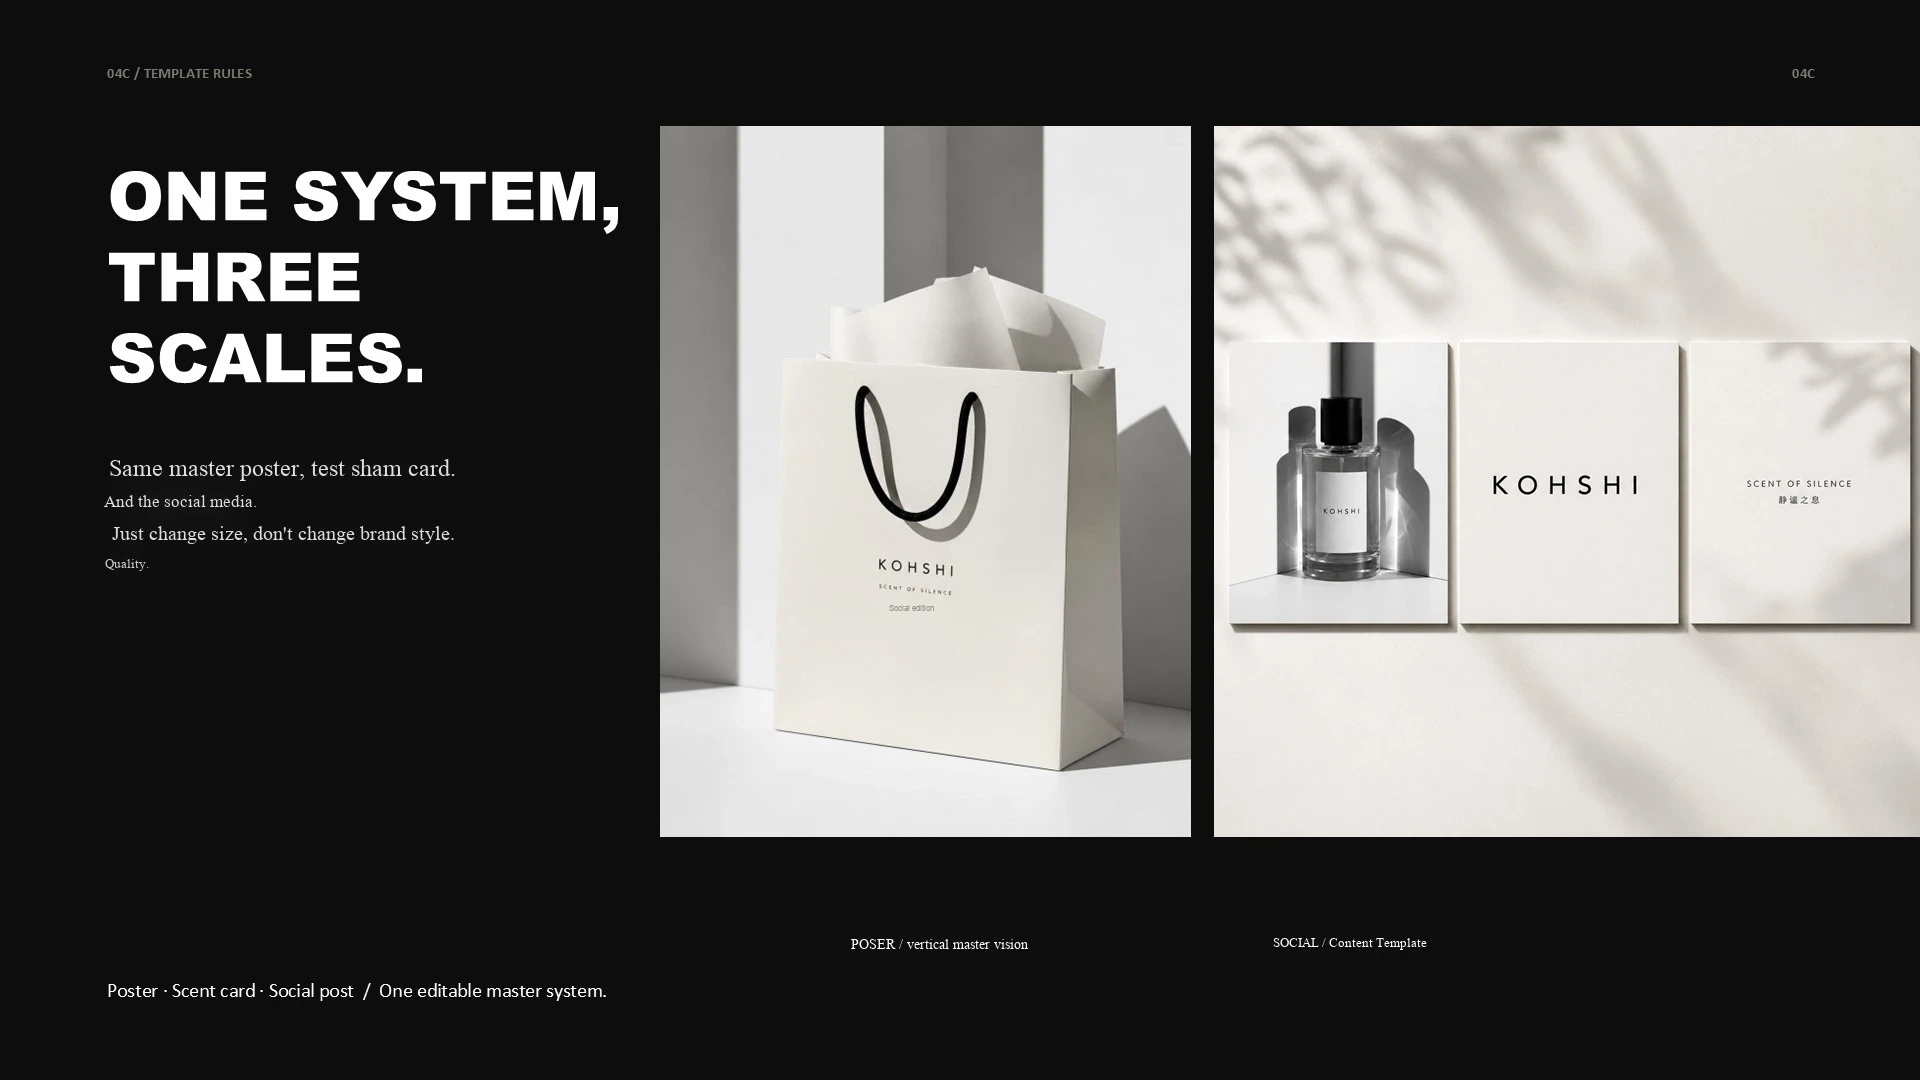 04C / TEMPLATE RULES
04C
ONE SYSTEM,
THREE
SCALES.
Same master poster, test sham card.
And the social media.
Just change size, don't change brand style.
Quality.
KOHSHI
SCENT OF SILENCE
Social edition
KOHSHI
KOHSHI
SCENT OF SILENCE
静谧之息
POSER / vertical master vision
SOCIAL / Content Template
Poster · Scent card · Social post / One editable master system.